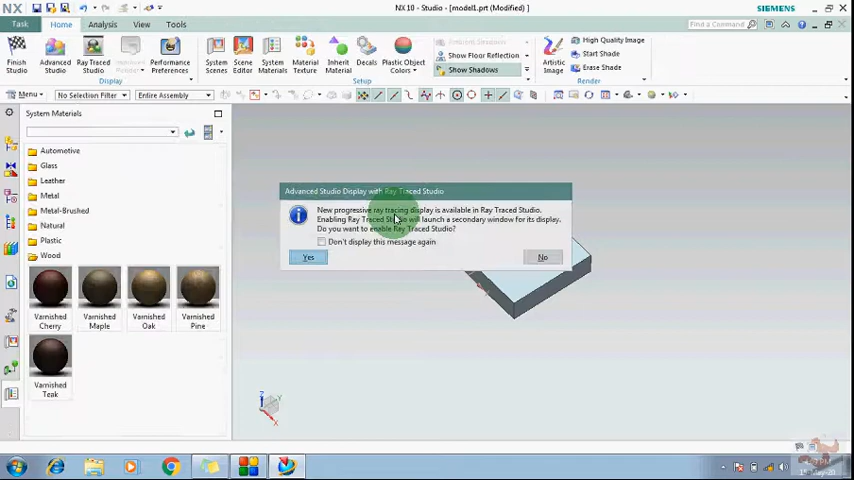 NX
NX 10 - Studio - [model1.prt (Modified) ]
SIEMENS
Task
Home
Analysis
View
Tools
Find a Command
Finish Studio
Advanced Studio
Ray Traced Studio
Performance Preferences
Display
System Scenes
Scene Editor
System Materials
Material Texture
Inherit Material
Decals
Plastic Color
Setup
Ambient Shadows
Show Floor Reflection
Show Shadows
Artistic Image
High Quality Image
Start Shade
Erase Shade
Render
Menu
No Selection Filter
Entire Assembly
System Materials
Automotive
Glass
Leather
Metal
Metal-Brushed
Natural
Plastic
Wood
Varnished Cherry
Varnished Maple
Varnished Oak
Varnished Pine
Varnished Teak
Advanced Studio Display with Ray Traced Studio
New progressive ray tracing display is available in Ray Traced Studio.
Enabling Ray Traced Studio will launch a secondary window for its display.
Do you want to enable Ray Traced Studio?
Don't display this message again
Yes
No
Z
Y
X